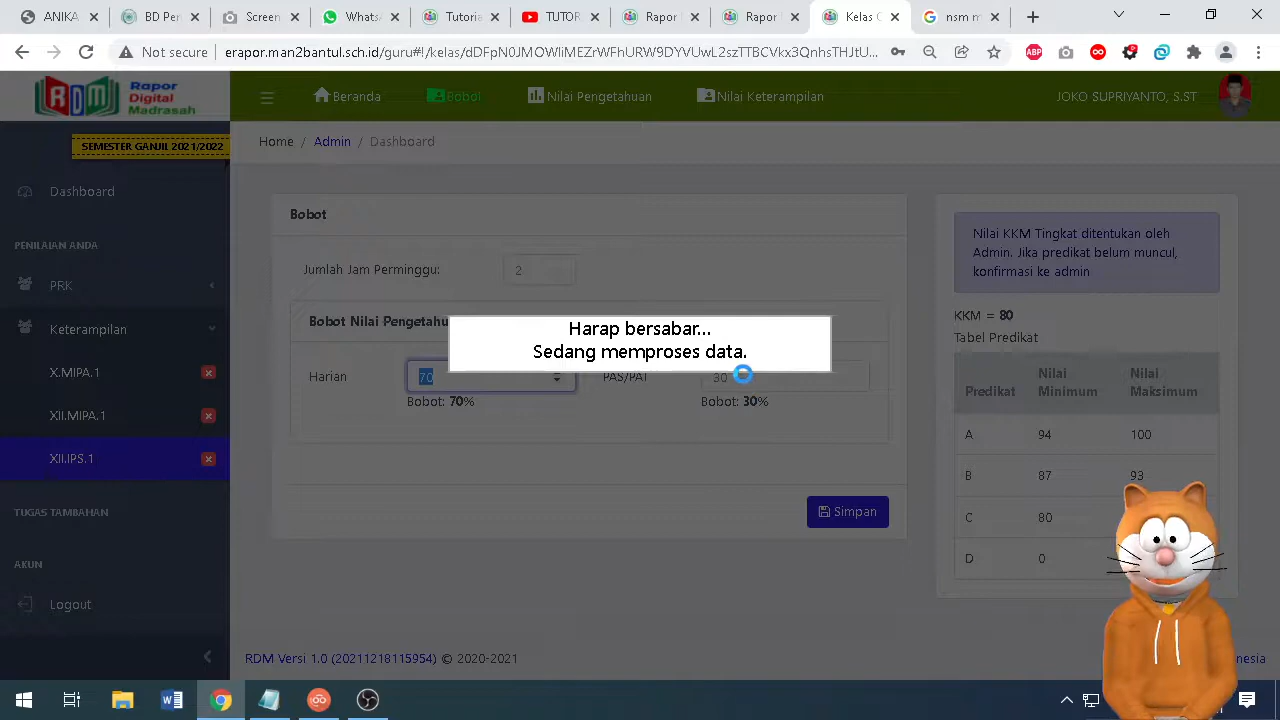 ANIKA
BD Per
Screen
Whats
Tutoria
TUTOR
Rapor
Rapor
Kelas C
nsm m
Not secure
erapor.man2bantul.sch.id/guru#!/kelas/
ABP
RDM
Rapor
Digital
Madrasah
Beranda
Bobot
Nilai Pengetahuan
Nilai Keterampilan
JOKO SUPRIYANTO, S.ST
SEMESTER GANJIL 2021/2022
Home / Admin / Dashboard
Dashboard
PENILAIAN ANDA
PRK
Keterampilan
X.MIPA.1
XII.MIPA.1
XII.IPS.1
TUGAS TAMBAHAN
AKUN
Logout
Bobot
Jumlah Jam Perminggu:
2
Bobot Nilai Pengetahu
Harap bersabar...
Sedang memproses data.
Harian
70
PAS/PAT
30
Bobot: 70%
Bobot: 30%
Simpan
Nilai KKM Tingkat ditentukan oleh
Admin. Jika predikat belum muncul,
konfirmasi ke admin
KKM = 80
Tabel Predikat
Predikat
Nilai
Minimum
Nilai
Maksimum
A 94 100
B 87 93
C 80
D 0
RDM Versi 1.0 (20211218115954) © 2020-2021
nesia